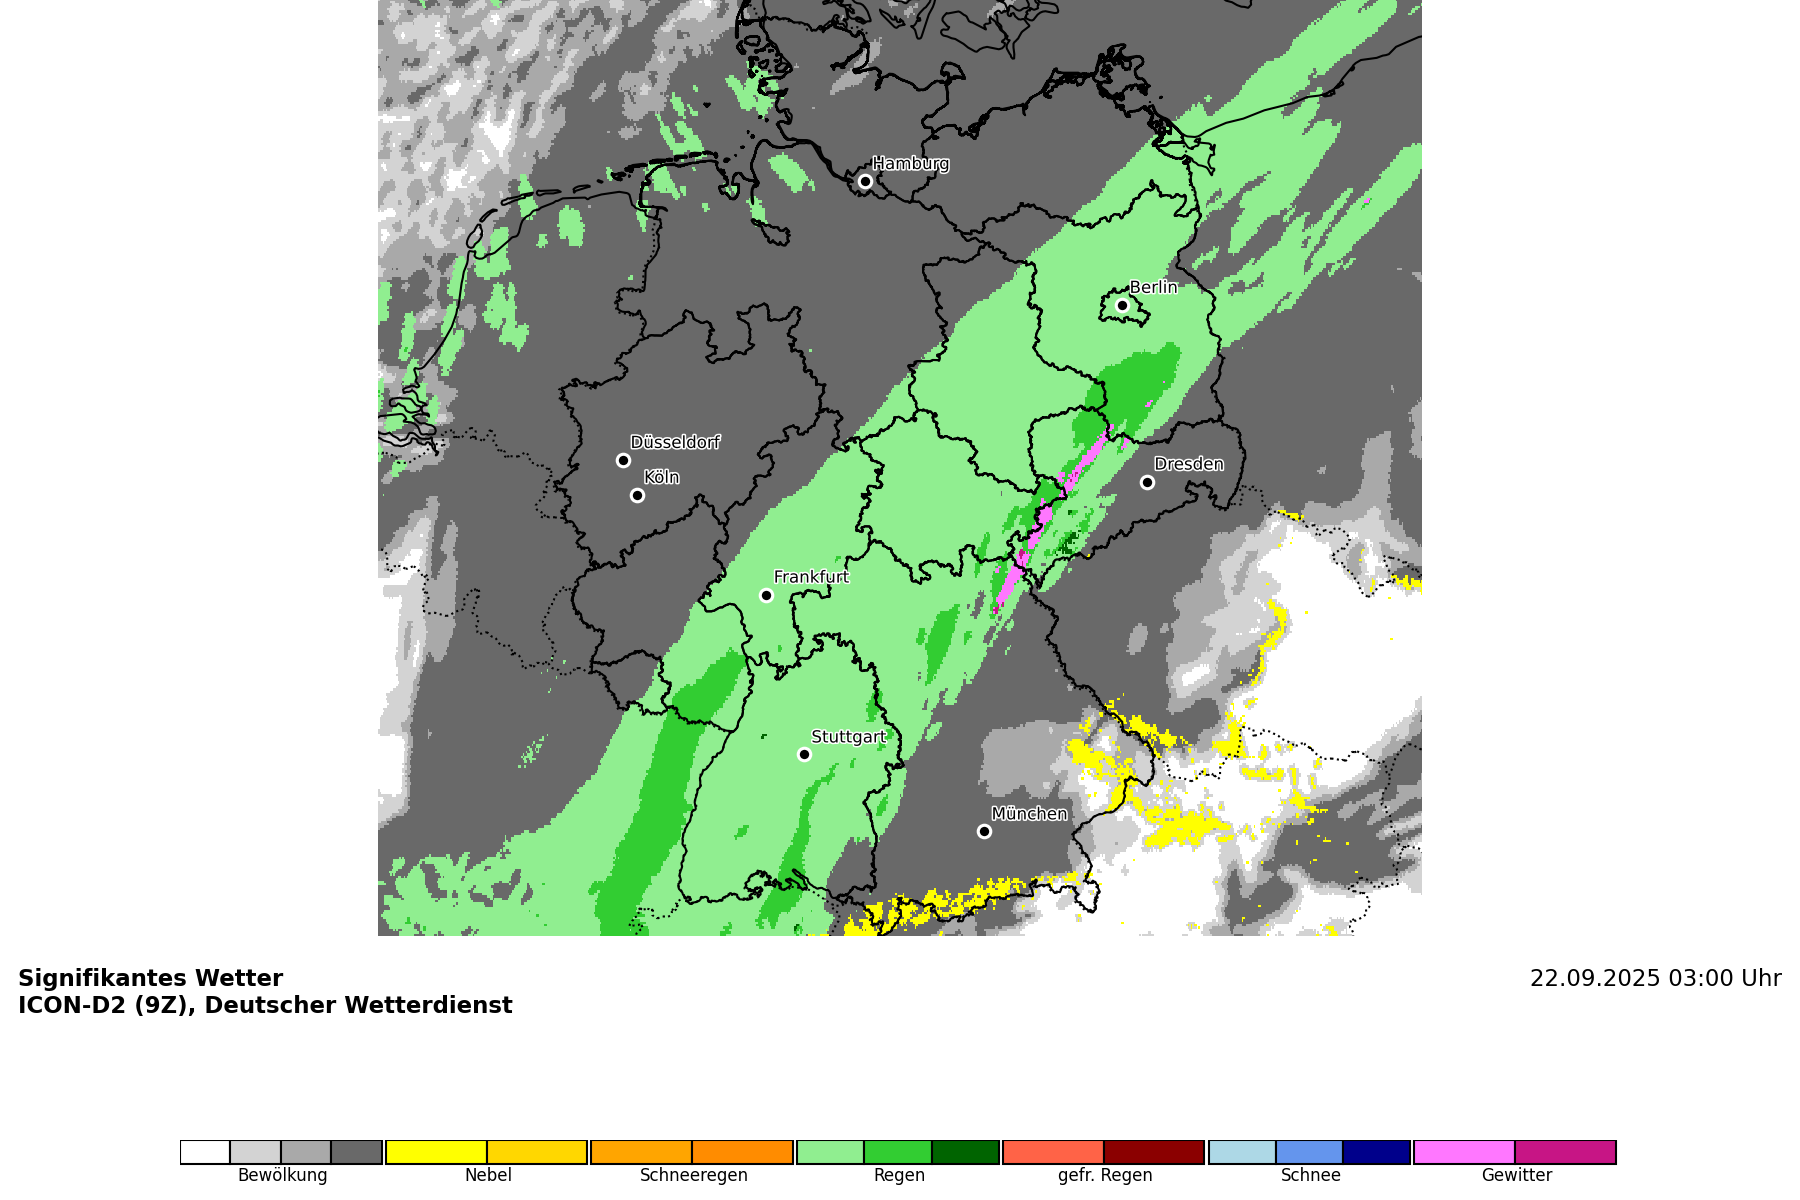 Hamburg
Berlin
Düsseldorf
Köln
Dresden
Frankfurt
Stuttgart
München
Signifikantes Wetter
22.09.2025 03:00 Uhr
ICON-D2 (9Z), Deutscher Wetterdienst
Bewölkung
Nebel
Schneeregen
Regen
gefr. Regen
Schnee
Gewitter